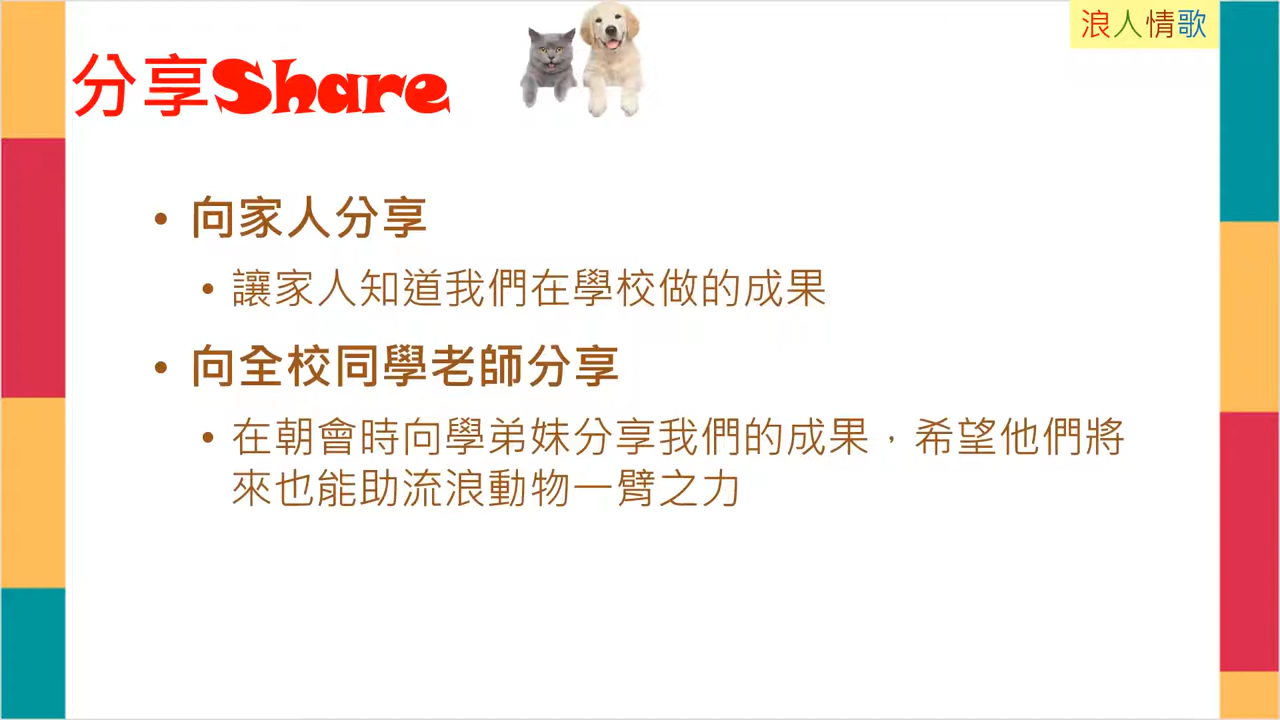 浪人情歌
分享Share
• 向家人分享
• 讓家人知道我們在學校做的成果
• 向全校同學老師分享
• 在朝會時向學弟妹分享我們的成果，希望他們將
來也能助流浪動物一臂之力